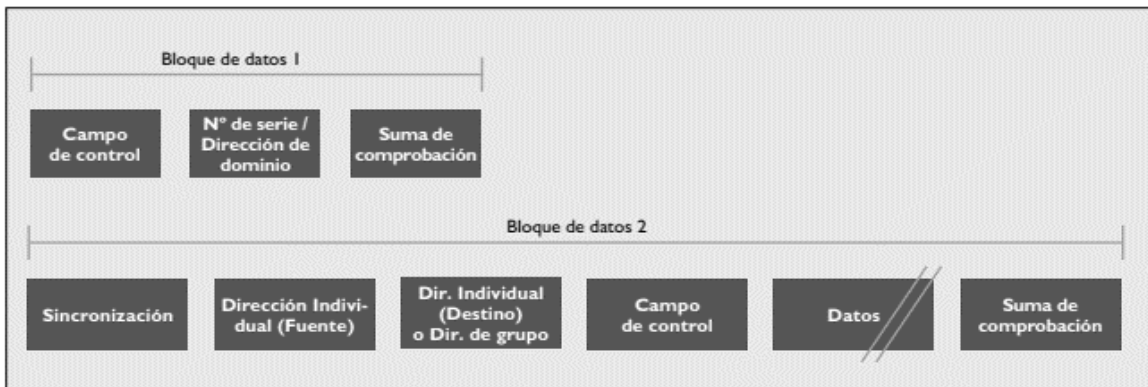 Bloque de datos 1
Campo
de control
Nº de serie /
Dirección de
dominio
Suma de
comprobación
Bloque de datos 2
Sincronización
Dirección Indivi-
dual (Fuente)
Dir. Individual
(Destino)
o Dir. de grupo
Campo
de control
Datos
Suma de
comprobación